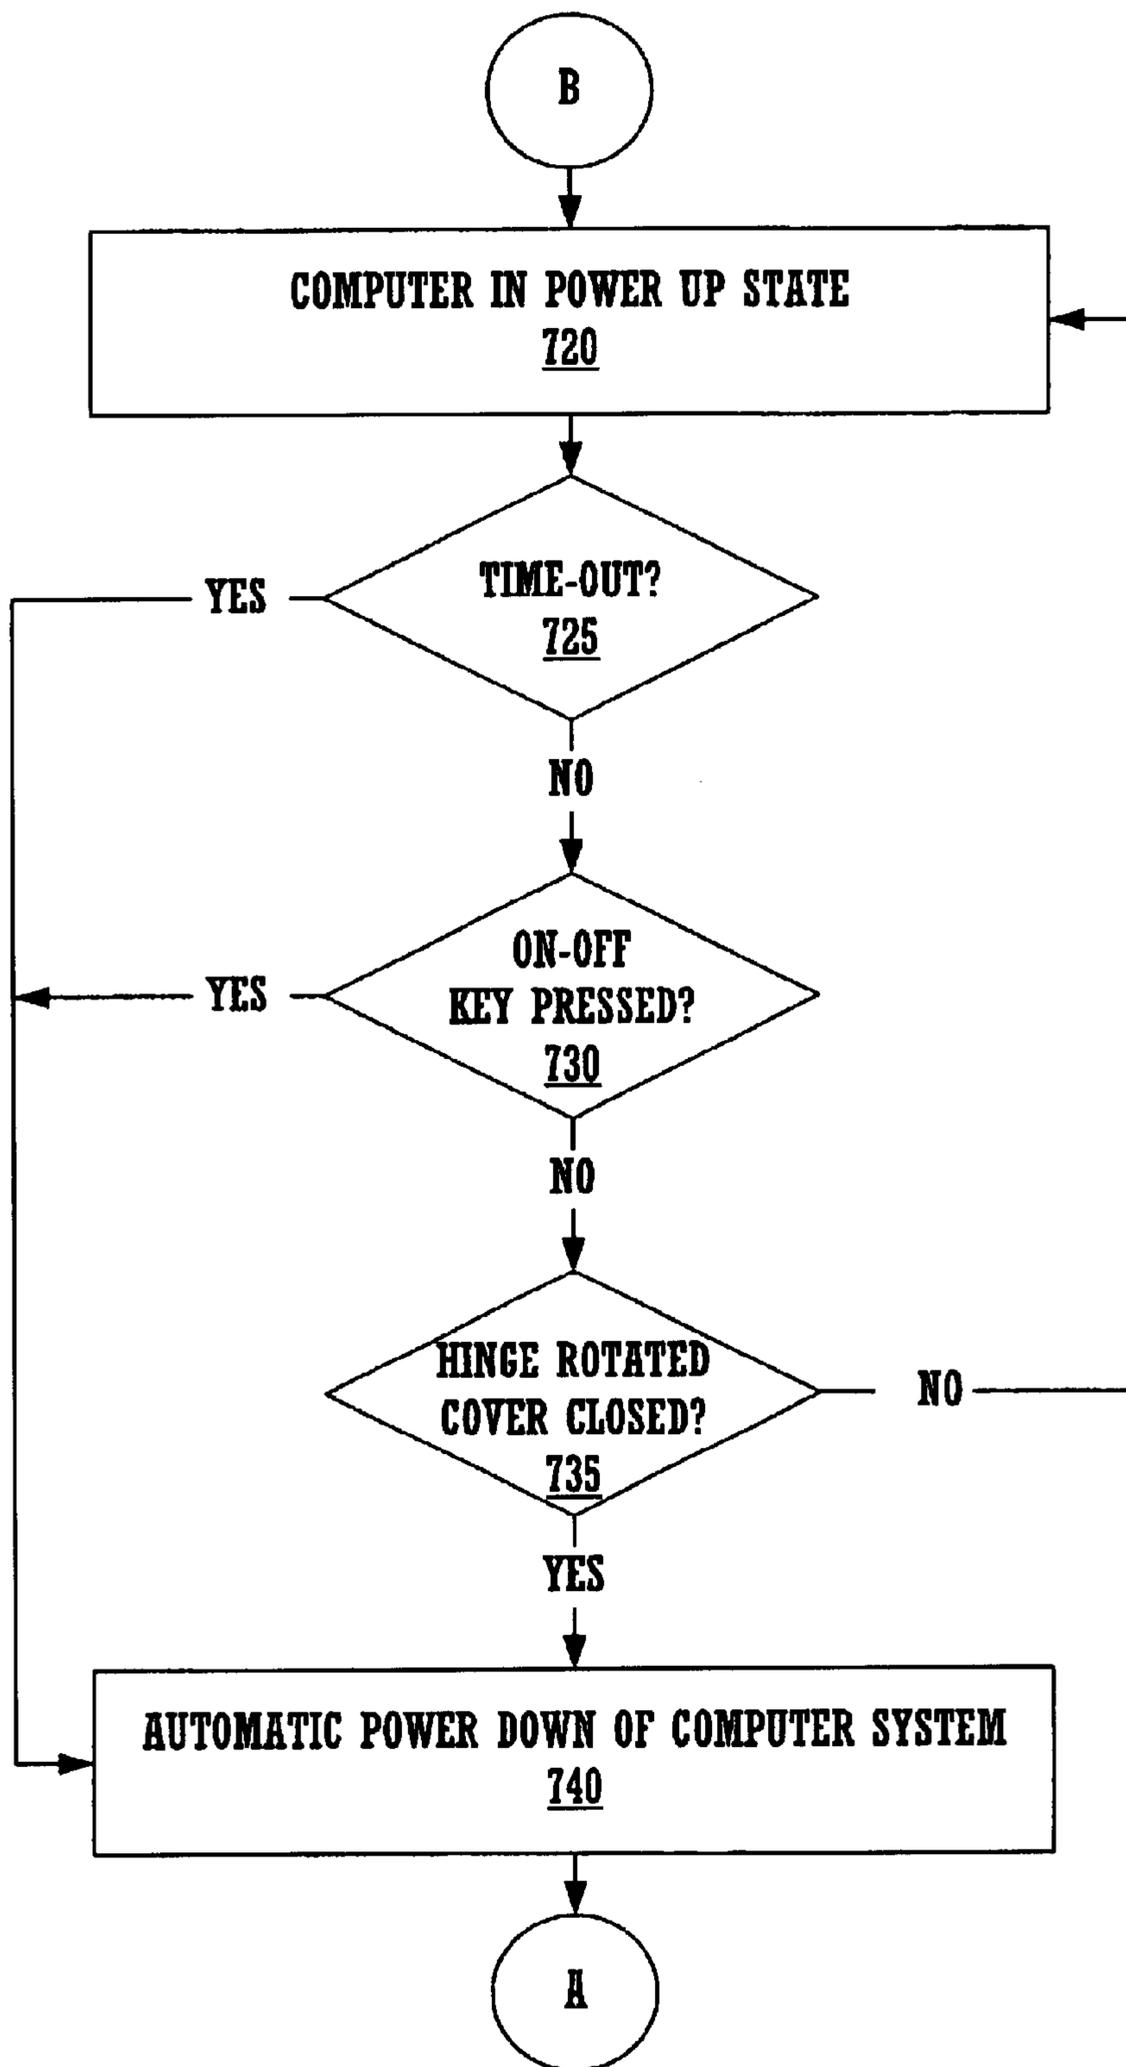 B
COMPUTER IN POWER UP STATE
720
TIME-OUT?
725
YES
NO
ON-OFF
KEY PRESSED?
730
YES
NO
HINGE ROTATED
COVER CLOSED?
735
NO
YES
AUTOMATIC POWER DOWN OF COMPUTER SYSTEM
740
A